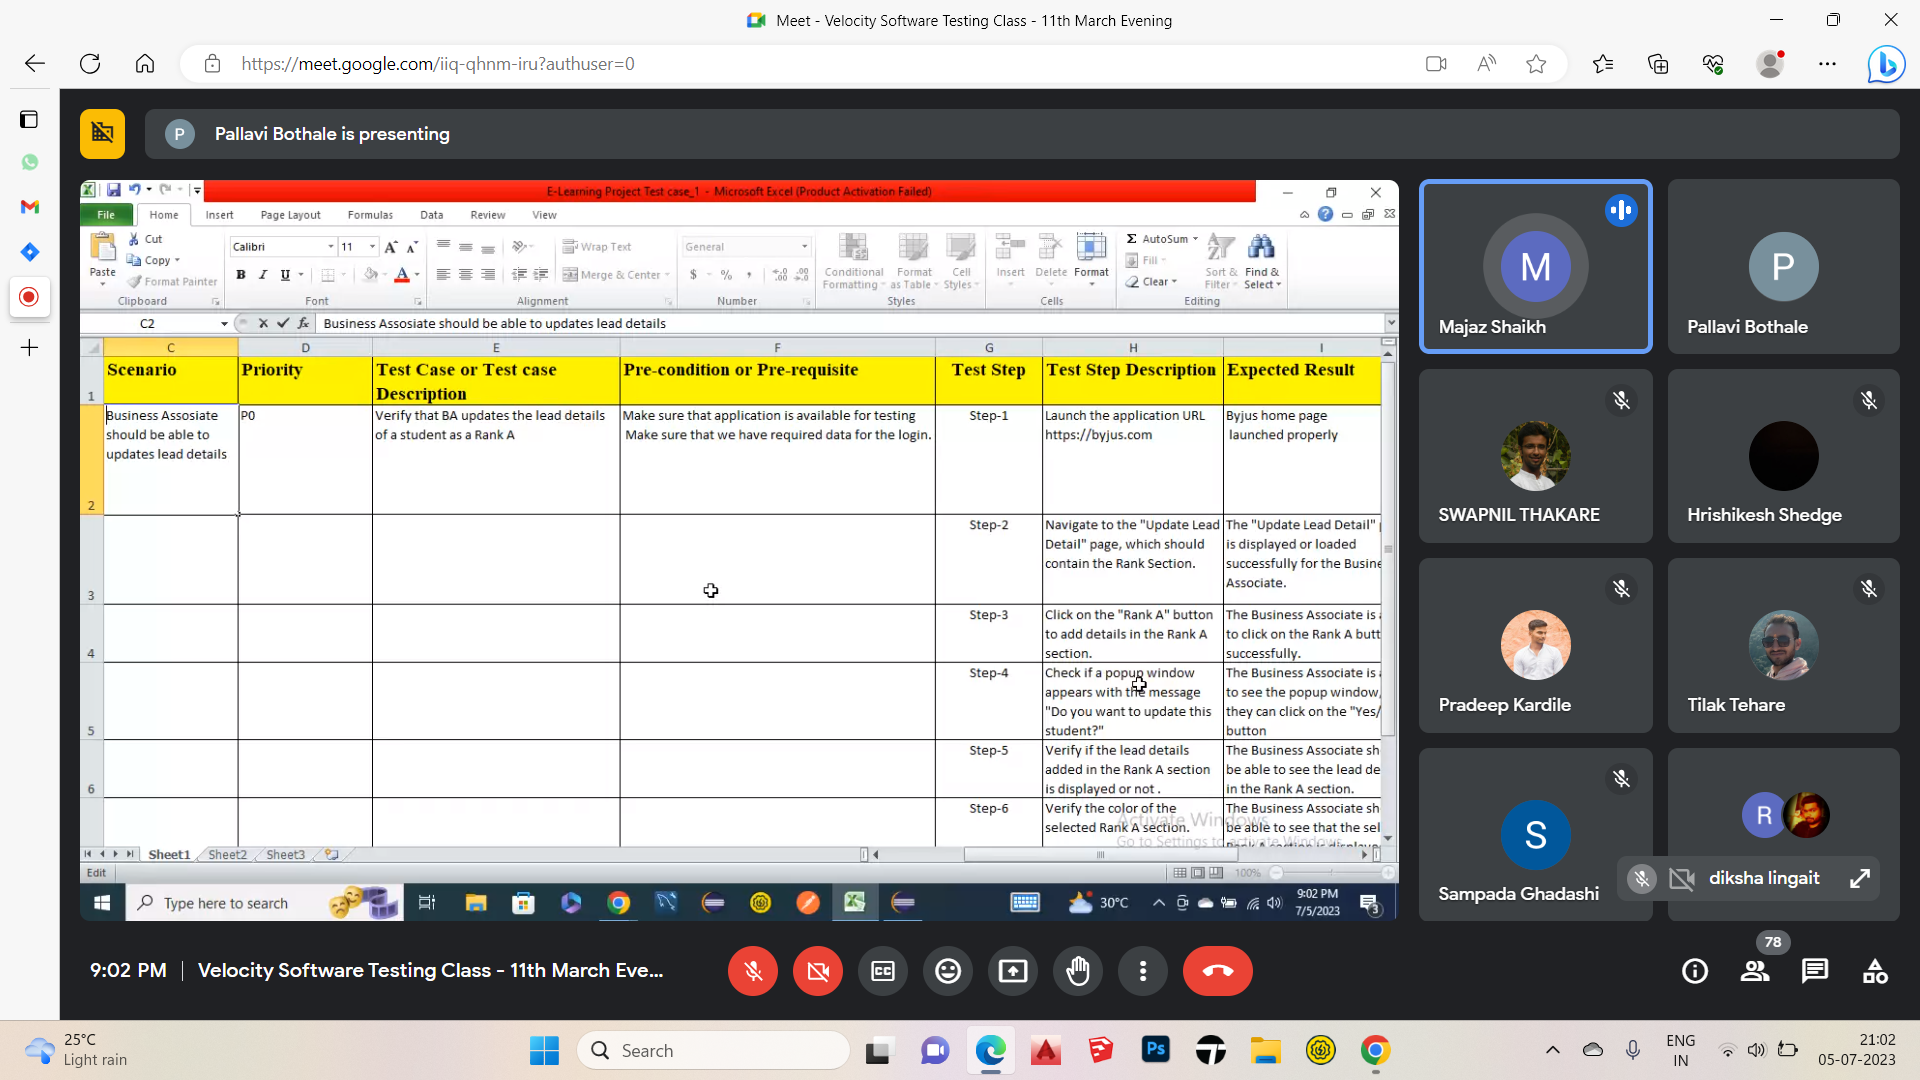 Meet - Velocity Software Testing Class - 11th March Evening
https://meet.google.com/iiq-qhnm-iru?authuser=0
P
Pallavi Bothale is presenting
E-Learning Project Test case_1 - Microsoft Excel (Product Activation Failed)
File Home Insert Page Layout Formulas Data Review View
Paste
Cut
Copy
Format Painter
Clipboard
Calibri 11
B I U
Font
Wrap Text
Merge & Center
Alignment
General
$ % ,
Number
Conditional Formatting
Format as Table
Cell Styles
Styles
Insert Delete Format
Cells
Σ AutoSum
Fill
Clear
Sort & Filter
Find & Select
Editing
C2
fx
Business Assosiate should be able to updates lead details
C D E F G H I
1
Scenario
Priority
Test Case or Test case
Description
Pre-condition or Pre-requisite
Test Step
Test Step Description
Expected Result
2
Business Assosiate
should be able to
updates lead details
P0
Verify that BA updates the lead details
of a student as a Rank A
Make sure that application is available for testing
Make sure that we have required data for the login.
Step-1
Launch the application URL
https://byjus.com
Byjus home page
launched properly
3
Step-2
Navigate to the "Update Lead
Detail" page, which should
contain the Rank Section.
The "Update Lead Detail"
is displayed or loaded
successfully for the Busine
Associate.
4
Step-3
Click on the "Rank A" button
to add details in the Rank A
section.
The Business Associate is
to click on the Rank A butt
successfully.
5
Step-4
Check if a popup window
appears with the message
"Do you want to update this
student?"
The Business Associate is
to see the popup window,
they can click on the "Yes/
button
6
Step-5
Verify if the lead details
added in the Rank A section
is displayed or not .
The Business Associate sh
be able to see the lead de
in the Rank A section.
Step-6
Verify the color of the
selected Rank A section.
The Business Associate sh
be able to see that the sel
Activate Windows
Go to Settings to activate Windows.
Sheet1 Sheet2 Sheet3
Edit
100%
Type here to search
30°C
9:02 PM
7/5/2023
3
M
Majaz Shaikh
P
Pallavi Bothale
SWAPNIL THAKARE
Hrishikesh Shedge
Pradeep Kardile
Tilak Tehare
S
Sampada Ghadashi
R
diksha lingait
9:02 PM
Velocity Software Testing Class - 11th March Eve...
78
25°C
Light rain
Search
Ps
ENG
IN
21:02
05-07-2023